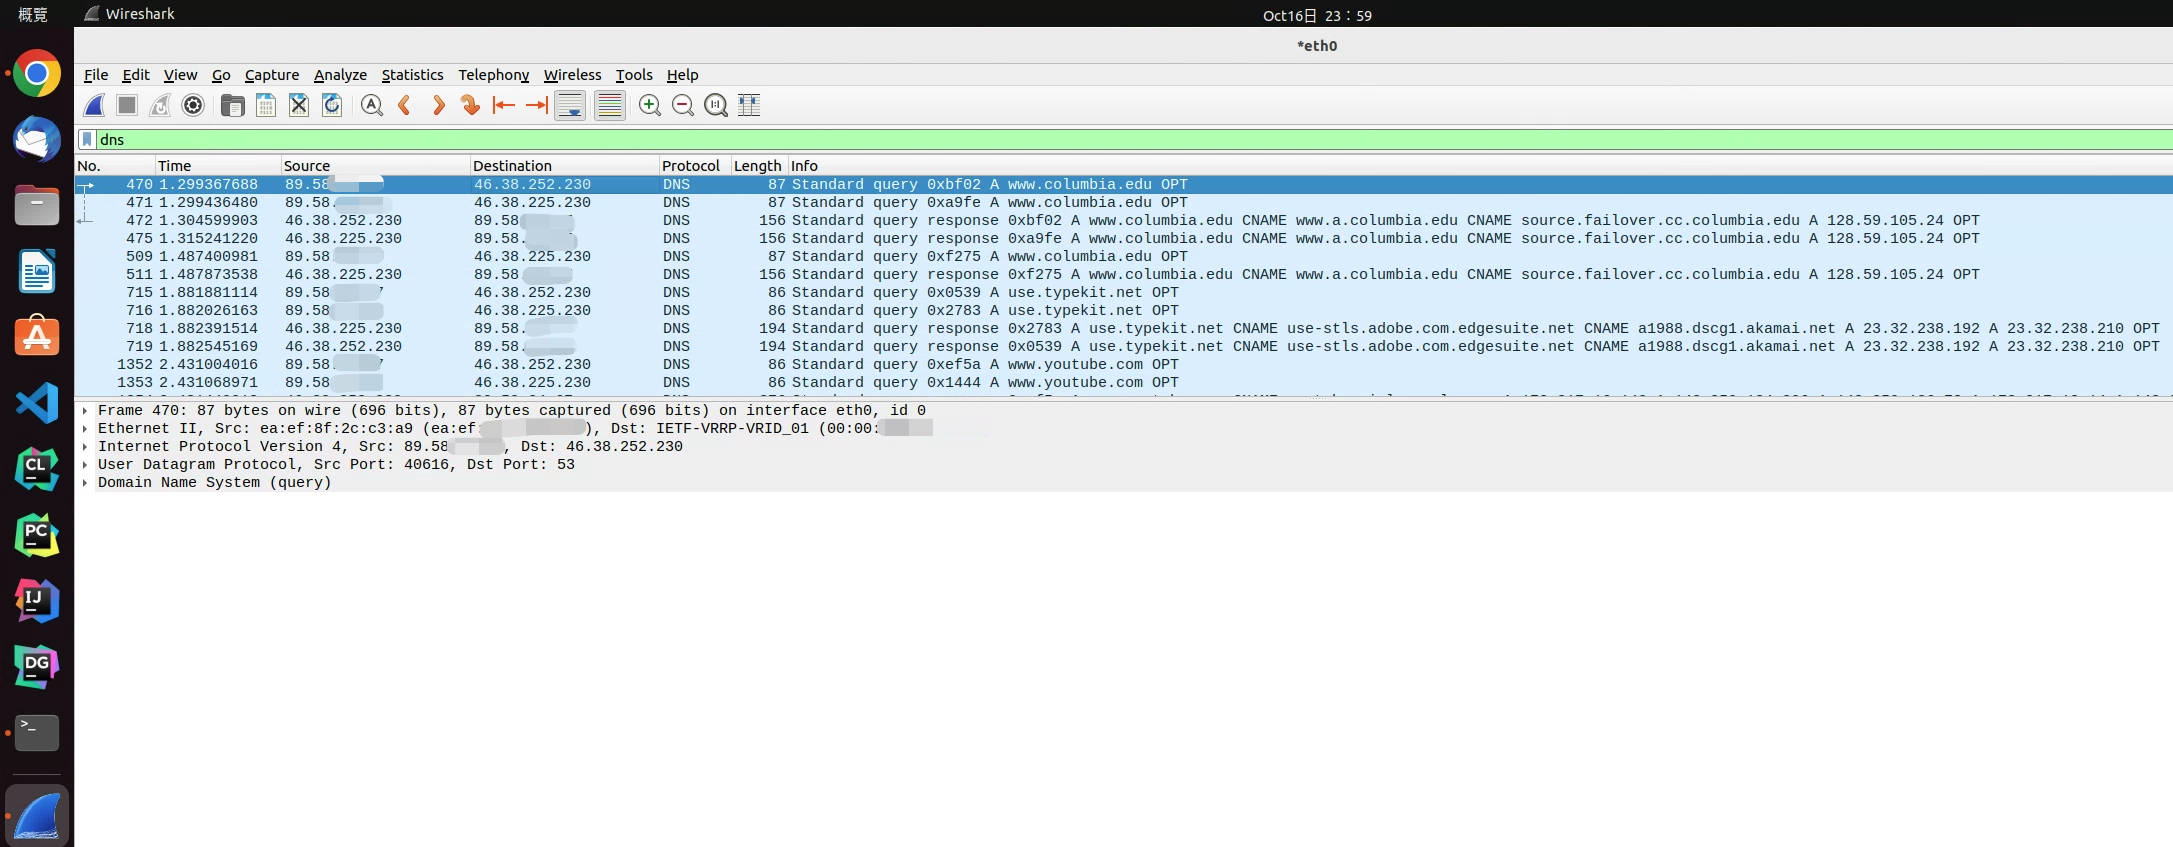 概覽 Wireshark Oct16日 23：59
*eth0
File Edit View Go Capture Analyze Statistics Telephony Wireless Tools Help
dns
No. Time Source Destination Protocol Length Info
470 1.299367688 89.58 46.38.252.230 DNS 87 Standard query 0xbf02 A www.columbia.edu OPT
471 1.299436480 89.58. 46.38.225.230 DNS 87 Standard query 0xa9fe A www.columbia.edu OPT
472 1.304599903 46.38.252.230 89.58 DNS 156 Standard query response 0xbf02 A www.columbia.edu CNAME www.a.columbia.edu CNAME source.failover.cc.columbia.edu A 128.59.105.24 OPT
475 1.315241220 46.38.225.230 89.58. DNS 156 Standard query response 0xa9fe A www.columbia.edu CNAME www.a.columbia.edu CNAME source.failover.cc.columbia.edu A 128.59.105.24 OPT
509 1.487400981 89.58 46.38.225.230 DNS 87 Standard query 0xf275 A www.columbia.edu OPT
511 1.487873538 46.38.225.230 89.58 DNS 156 Standard query response 0xf275 A www.columbia.edu CNAME www.a.columbia.edu CNAME source.failover.cc.columbia.edu A 128.59.105.24 OPT
715 1.881881114 89.58 46.38.252.230 DNS 86 Standard query 0x0539 A use.typekit.net OPT
716 1.882026163 89.58 46.38.225.230 DNS 86 Standard query 0x2783 A use.typekit.net OPT
718 1.882391514 46.38.225.230 89.58. DNS 194 Standard query response 0x2783 A use.typekit.net CNAME use-stls.adobe.com.edgesuite.net CNAME a1988.dscg1.akamai.net A 23.32.238.192 A 23.32.238.210 OPT
719 1.882545169 46.38.252.230 89.58. DNS 194 Standard query response 0x0539 A use.typekit.net CNAME use-stls.adobe.com.edgesuite.net CNAME a1988.dscg1.akamai.net A 23.32.238.192 A 23.32.238.210 OPT
1352 2.431004016 89.58 46.38.252.230 DNS 86 Standard query 0xef5a A www.youtube.com OPT
1353 2.431068971 89.58 46.38.225.230 DNS 86 Standard query 0x1444 A www.youtube.com OPT
Frame 470: 87 bytes on wire (696 bits), 87 bytes captured (696 bits) on interface eth0, id 0
Ethernet II, Src: ea:ef:8f:2c:c3:a9 (ea:ef: ), Dst: IETF-VRRP-VRID_01 (00:00:
Internet Protocol Version 4, Src: 89.58 , Dst: 46.38.252.230
User Datagram Protocol, Src Port: 40616, Dst Port: 53
Domain Name System (query)
CL
PC
IJ
DG
>_